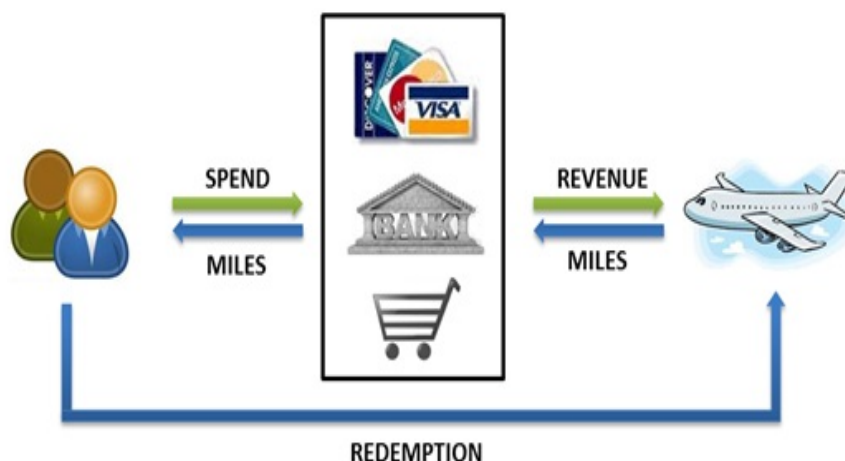 DISCOVER
VISA
BANK
SPEND
MILES
REVENUE
MILES
REDEMPTION